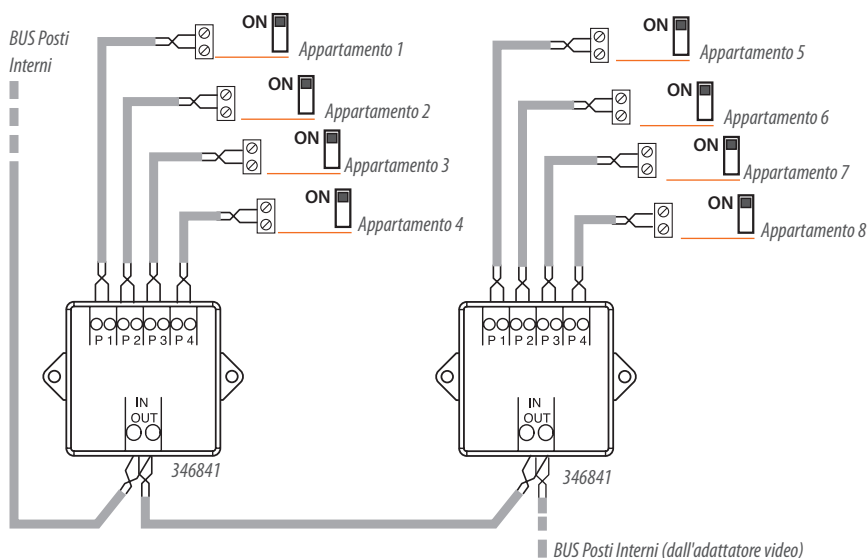 BUS Posti
Interni
ON
Appartamento 1
ON
Appartamento 2
ON
Appartamento 3
ON
Appartamento 4
P 1 P 2 P 3 P 4
IN
OUT
346841
ON
Appartamento 5
ON
Appartamento 6
ON
Appartamento 7
ON
Appartamento 8
P 1 P 2 P 3 P 4
IN
OUT
346841
BUS Posti Interni (dall'adattatore video)